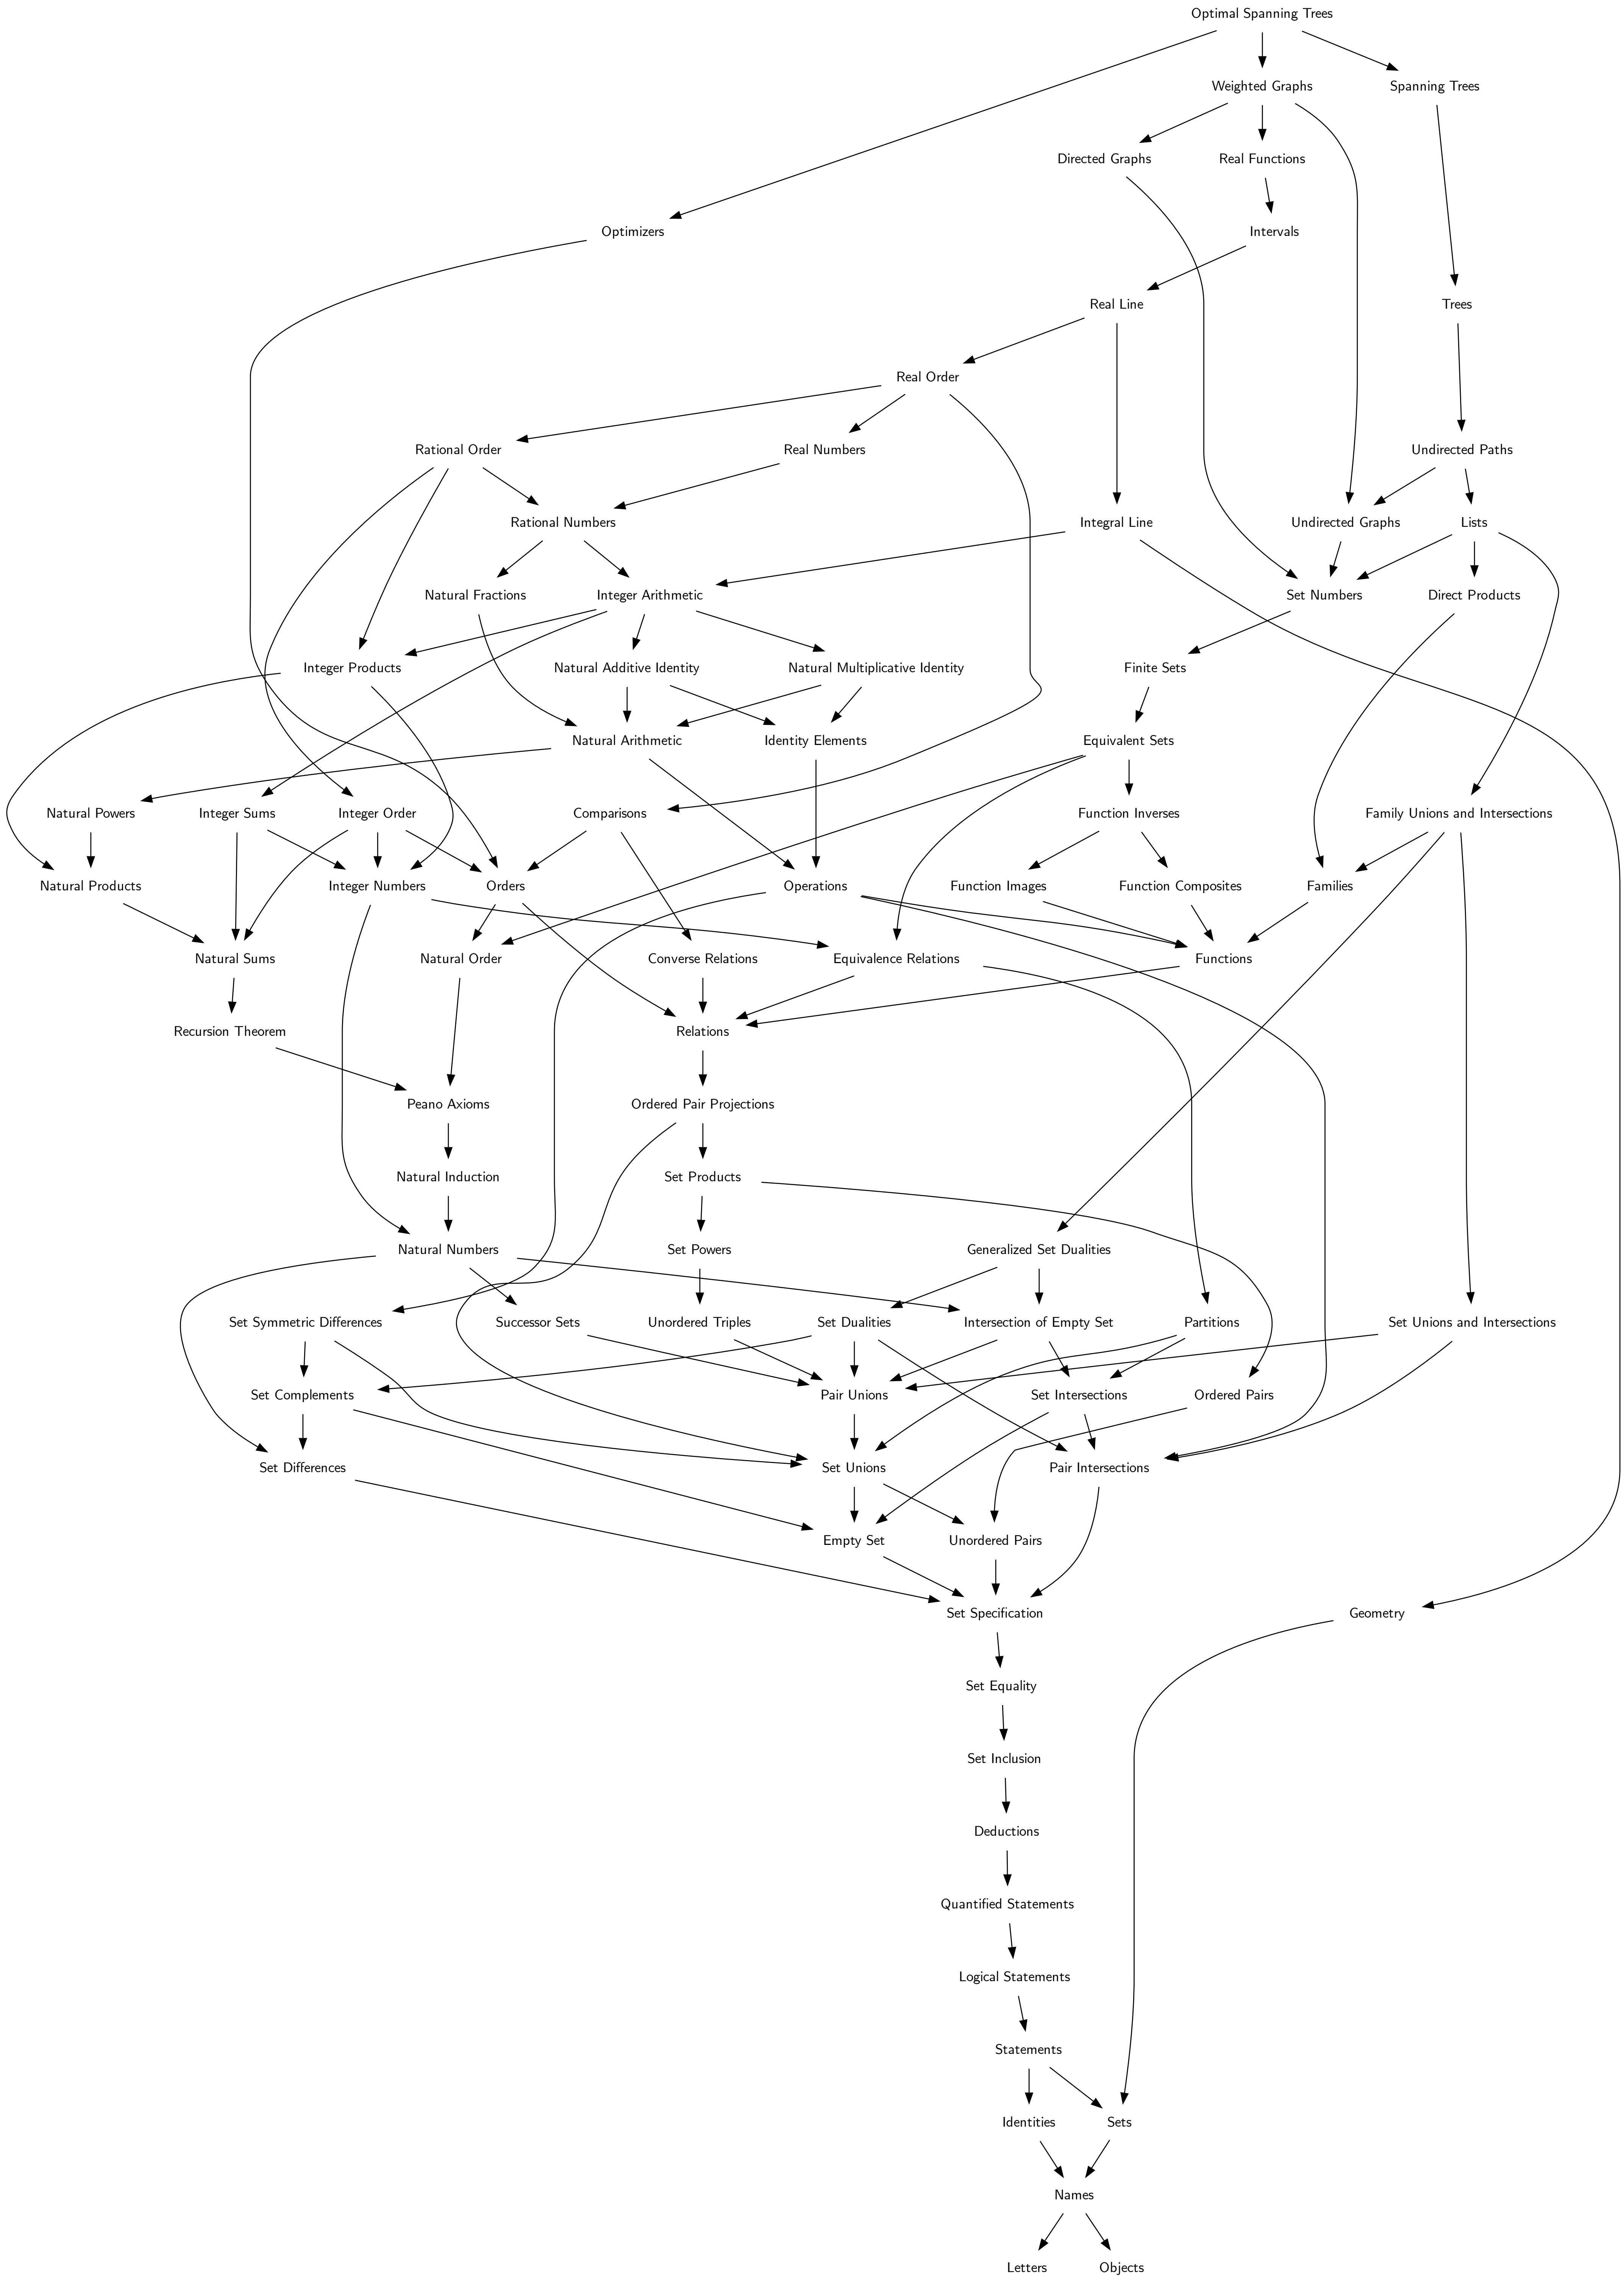 Optimal Spanning Trees
Weighted Graphs
Spanning Trees
Directed Graphs
Real Functions
Optimizers
Intervals
Real Line
Trees
Real Order
Rational Order
Real Numbers
Undirected Paths
Rational Numbers
Integral Line
Undirected Graphs
Lists
Natural Fractions
Integer Arithmetic
Set Numbers
Direct Products
Integer Products
Natural Additive Identity
Natural Multiplicative Identity
Finite Sets
Natural Arithmetic
Identity Elements
Equivalent Sets
Natural Powers
Integer Sums
Integer Order
Comparisons
Function Inverses
Family Unions and Intersections
Natural Products
Integer Numbers
Orders
Operations
Function Images
Function Composites
Families
Natural Sums
Natural Order
Converse Relations
Equivalence Relations
Functions
Recursion Theorem
Relations
Peano Axioms
Ordered Pair Projections
Natural Induction
Set Products
Natural Numbers
Set Powers
Generalized Set Dualities
Set Symmetric Differences
Successor Sets
Unordered Triples
Set Dualities
Intersection of Empty Set
Partitions
Set Unions and Intersections
Set Complements
Pair Unions
Set Intersections
Ordered Pairs
Set Differences
Set Unions
Pair Intersections
Empty Set
Unordered Pairs
Set Specification
Geometry
Set Equality
Set Inclusion
Deductions
Quantified Statements
Logical Statements
Statements
Identities
Sets
Names
Letters
Objects